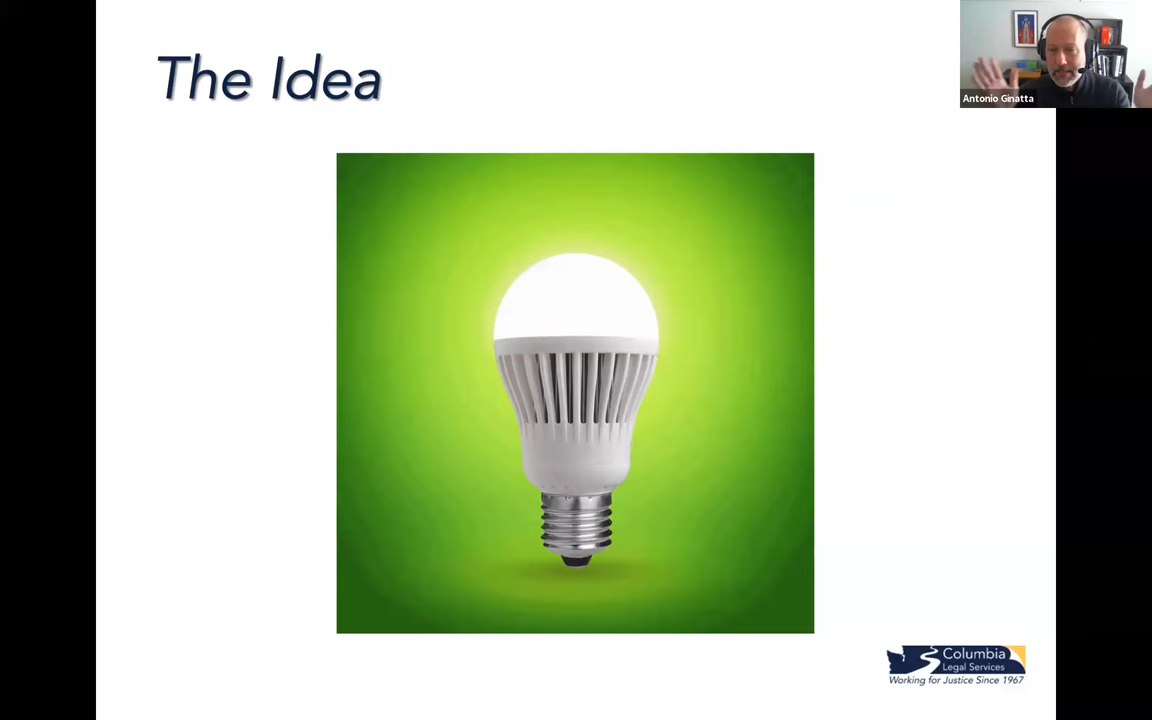 The Idea
Antonio Ginatta
Columbia
Legal Services
Working for Justice Since 1967